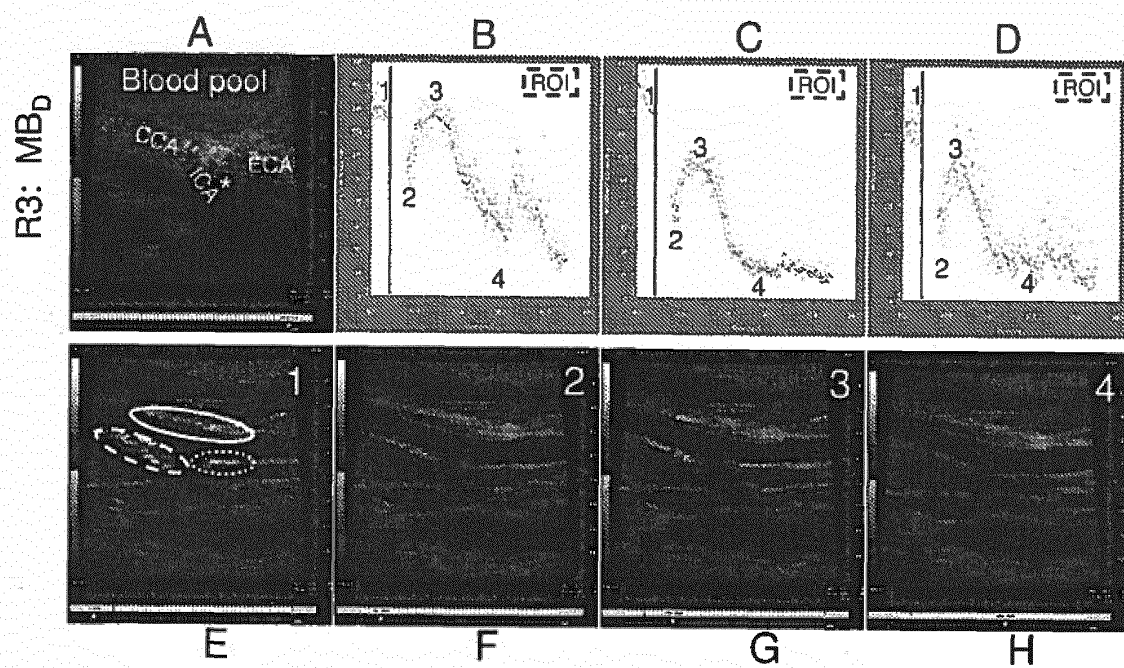 A B C D
R3: MBD
Blood pool
CCA*
ICA*
ECA
1 2 3 4 ROI
1 2 3 4 ROI
1 2 3 4 ROI
1 2 3 4
E F G H